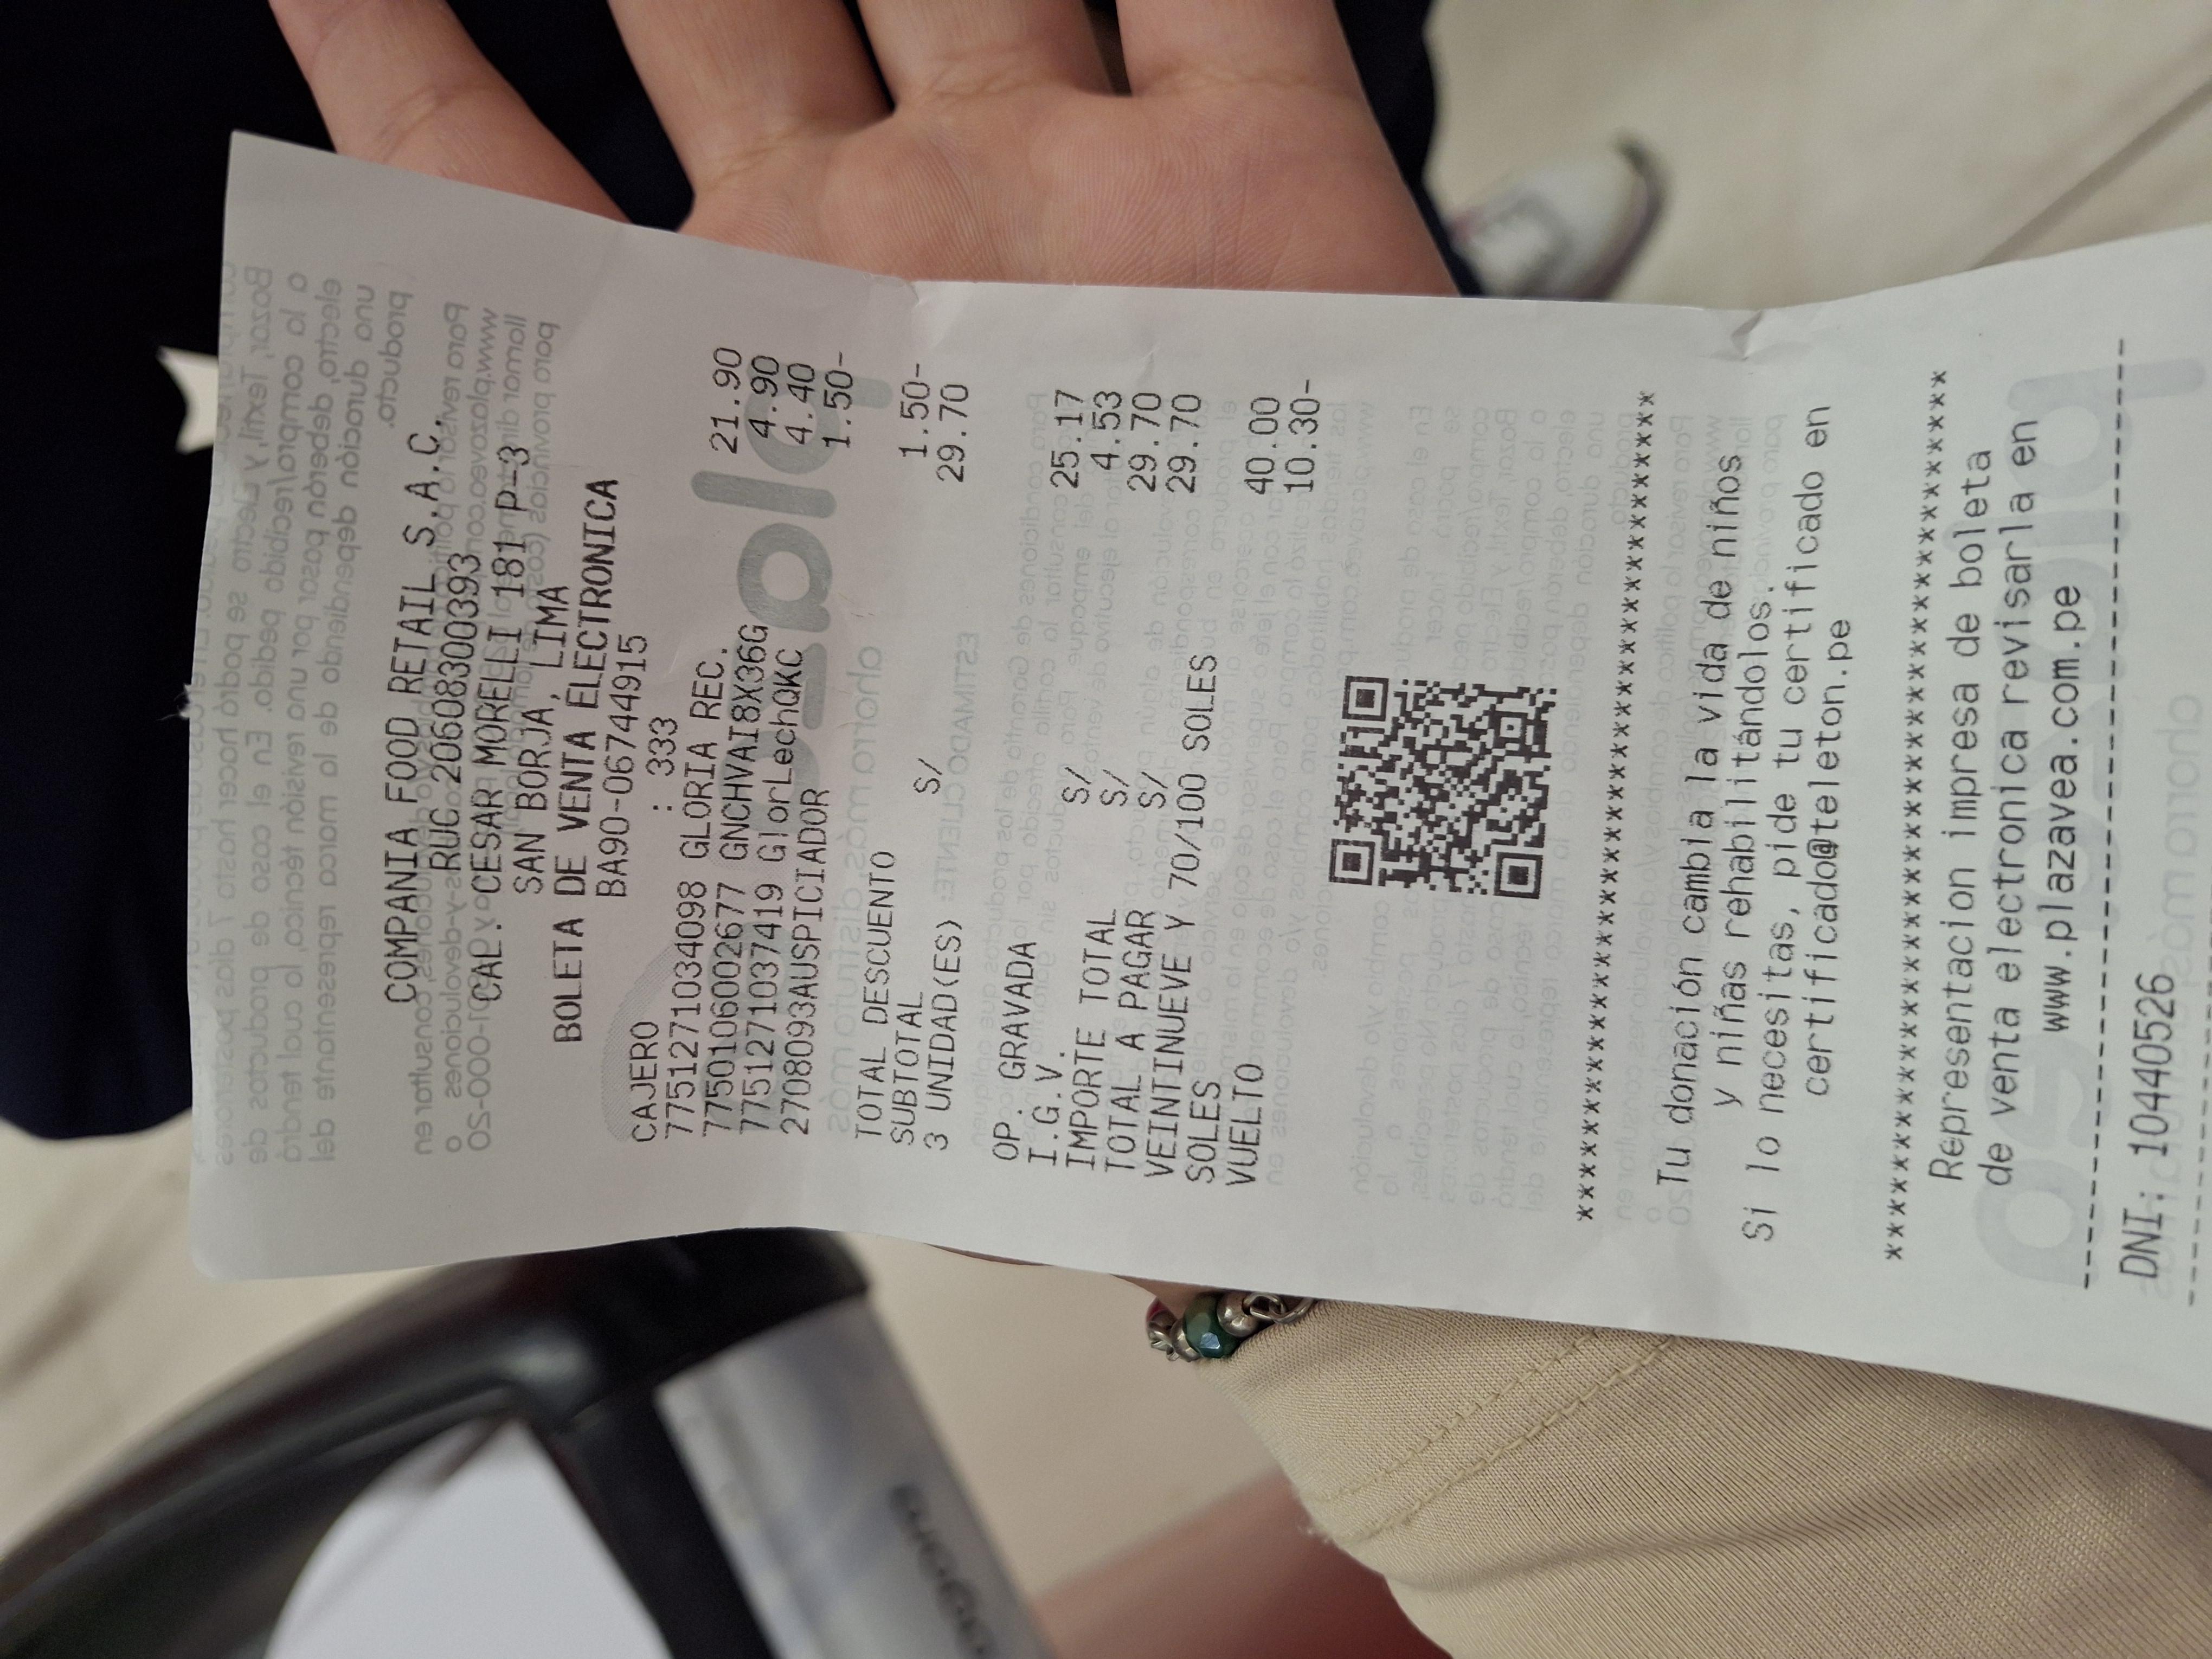 COMPANIA FOOD RETAIL S.A.C.
RUC 20608300393
CAL. CESAR MORELLI 181 P-3
SAN BORJA, LIMA
BOLETA DE VENTA ELECTRONICA
BA90-06744915
CAJERO : 333
7751271034098 GLORIA REC. 21.90
7750106002677 GNCHVAI8X36G 4.90
7751271037419 GlorLechQKC 4.40
2708093AUSPICIADOR 1.50-
TOTAL DESCUENTO 1.50-
SUBTOTAL S/ 29.70
3 UNIDAD(ES)
OP. GRAVADA 25.17
I.G.V. S/ 4.53
IMPORTE TOTAL S/ 29.70
TOTAL A PAGAR S/ 29.70
VEINTINUEVE Y 70/100 SOLES
SOLES 40.00
VUELTO 10.30-
****************************************
Tu donación cambia la vida de niños
y niñas rehabilitándolos.
Si lo necesitas, pide tu certificado en
certificado@teleton.pe
****************************************
Representacion impresa de boleta
de venta electronica revisarla en
www.plazavea.com.pe
----------------------------------------
DNI: 10440526
----------------------------------------